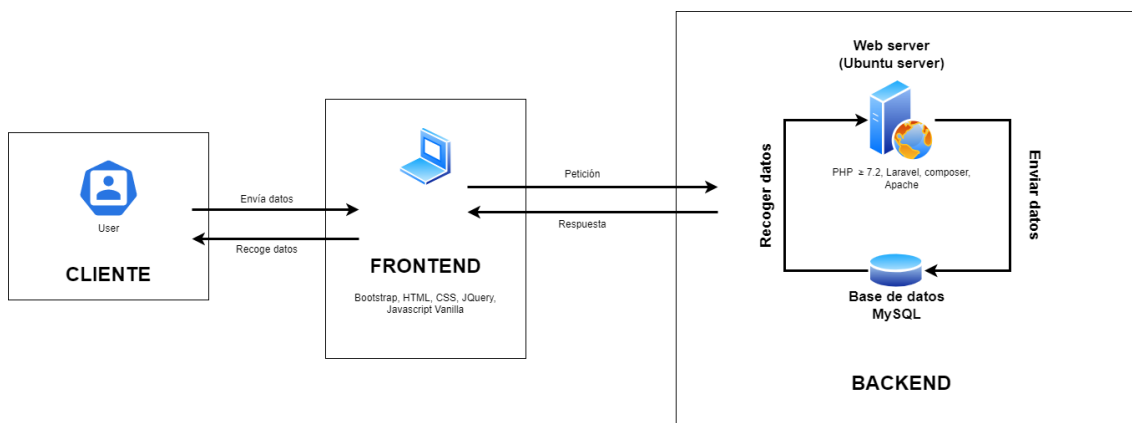 User
CLIENTE
Envía datos
Recoge datos
FRONTEND
Bootstrap, HTML, CSS, JQuery,
Javascript Vanilla
Petición
Respuesta
Web server
(Ubuntu server)
PHP ≥ 7.2, Laravel, composer,
Apache
Recoger datos
Enviar datos
Base de datos
MySQL
BACKEND